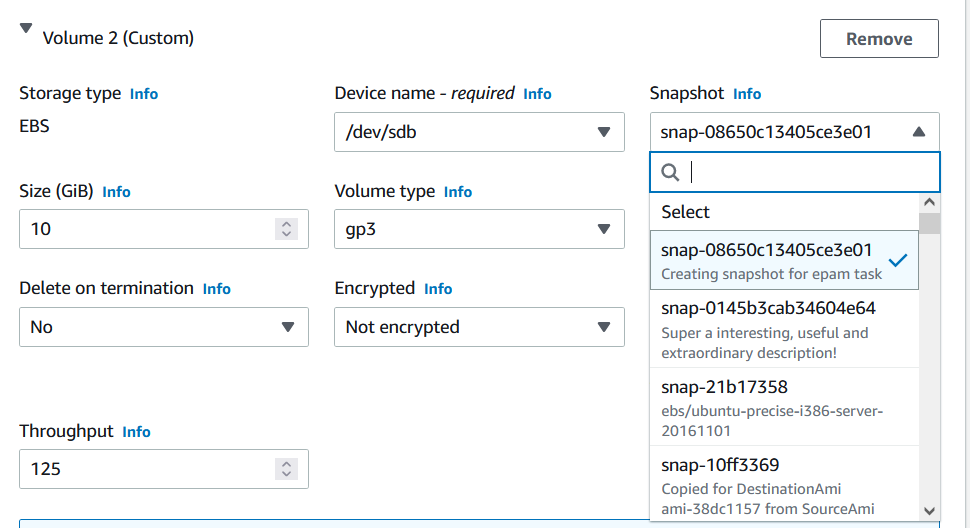 Volume 2 (Custom)
Remove
Storage type Info
EBS
Device name - required Info
/dev/sdb
Snapshot Info
snap-08650c13405ce3e01
Size (GiB) Info
10
Volume type Info
gp3
Select
snap-08650c13405ce3e01
Creating snapshot for epam task
Delete on termination Info
No
Encrypted Info
Not encrypted
snap-0145b3cab34604e64
Super a interesting, useful and
extraordinary description!
snap-21b17358
ebs/ubuntu-precise-i386-server-
20161101
Throughput Info
125
snap-10ff3369
Copied for DestinationAmi
ami-38dc1157 from SourceAmi